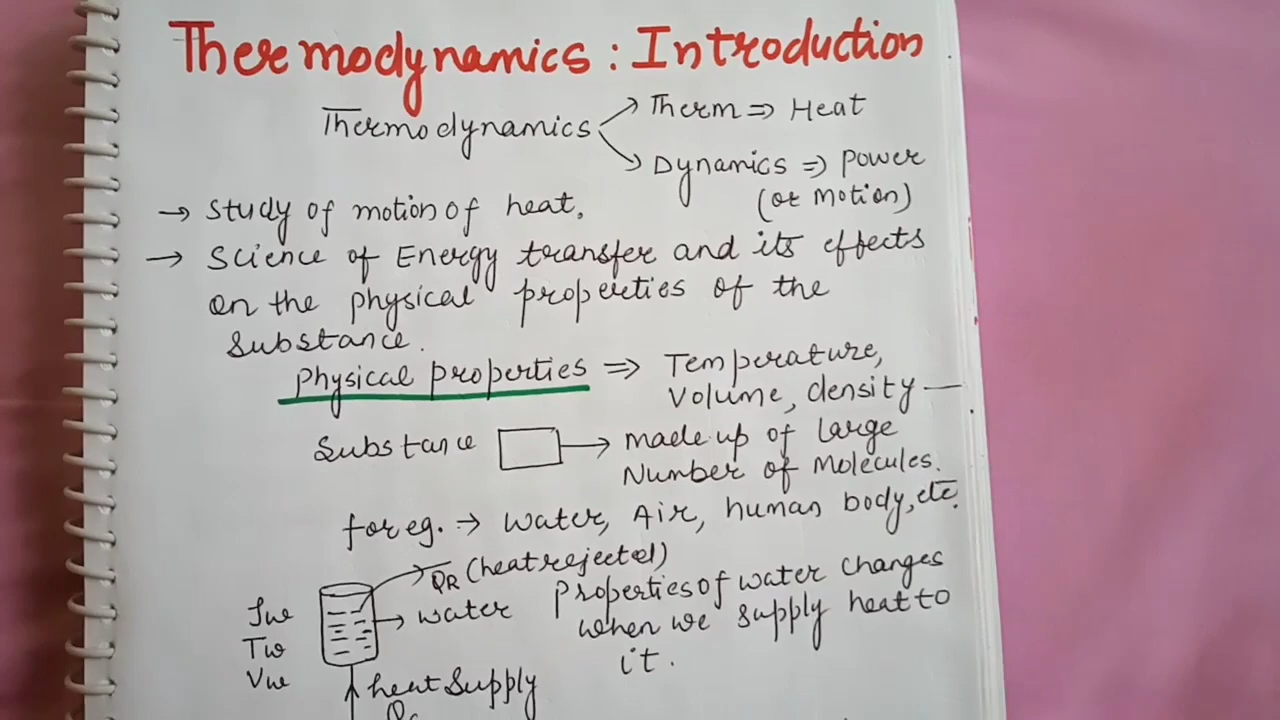 Thermodynamics : Introduction
Thermodynamics → Therm ⇒ Heat
→ Dynamics ⇒ Power
(or Motion)
→ Study of motion of heat.
→ Science of Energy transfer and its effects
on the physical properties of the
Substance.
Physical properties ⇒ Temperature,
Volume, density —
Substance → made up of large
Number of Molecules.
for eg. → Water, Air, human body, etc.
QR (heat rejected)
Properties of water changes
→ water
when we supply heat to
it.
Tw
Vw
heat Supply